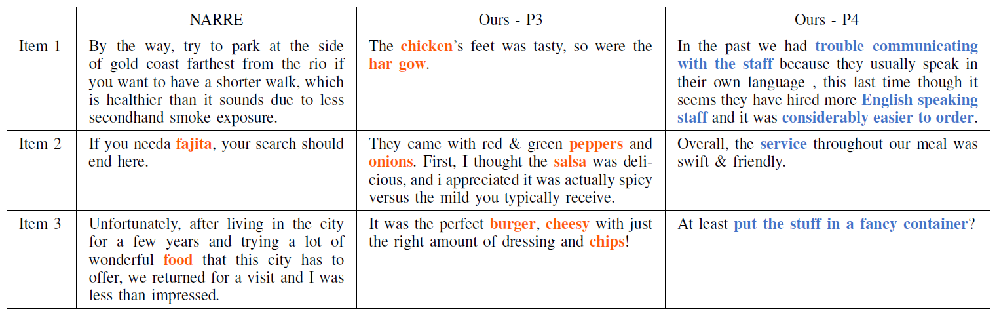 NARRE
Ours - P3
Ours - P4
Item 1
By the way, try to park at the side
of gold coast farthest from the rio if
you want to have a shorter walk, which
is healthier than it sounds due to less
secondhand smoke exposure.
The chicken's feet was tasty, so were the
har gow.
In the past we had trouble communicating
with the staff because they usually speak in
their own language , this last time though it
seems they have hired more English speaking
staff and it was considerably easier to order.
Item 2
If you needa fajita, your search should
end here.
They came with red & green peppers and
onions. First, I thought the salsa was deli-
cious, and i appreciated it was actually spicy
versus the mild you typically receive.
Overall, the service throughout our meal was
swift & friendly.
Item 3
Unfortunately, after living in the city
for a few years and trying a lot of
wonderful food that this city has to
offer, we returned for a visit and I was
less than impressed.
It was the perfect burger, cheesy with just
the right amount of dressing and chips!
At least put the stuff in a fancy container?